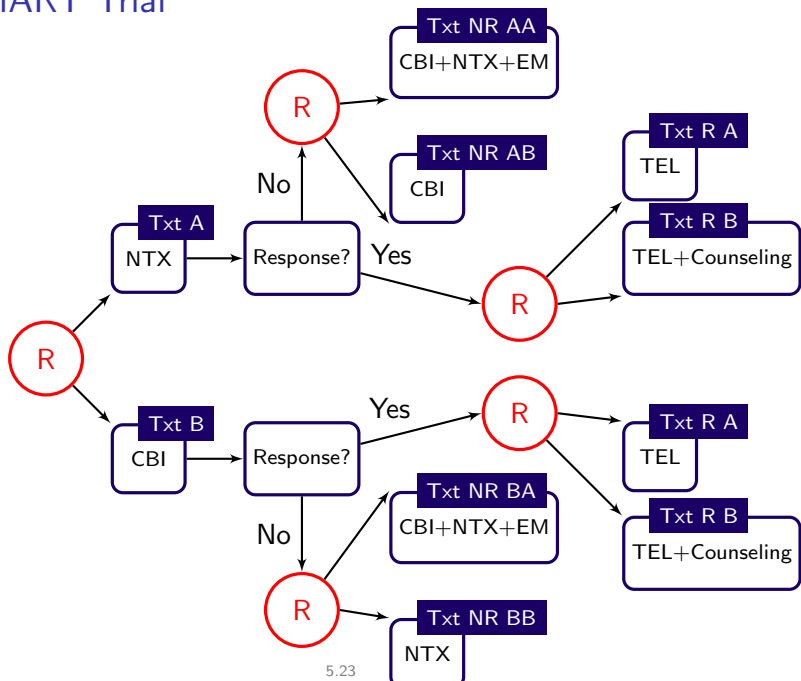 Trial
Txt NR AA
CBI+NTX+EM
R
Txt NR AB
CBI
No
Txt R A
TEL
Txt A
NTX
Response?
Yes
Txt R B
TEL+Counseling
R
R
Txt B
CBI
Response?
Yes
R
Txt R A
TEL
Txt NR BA
CBI+NTX+EM
No
Txt R B
TEL+Counseling
R
Txt NR BB
NTX
5.23